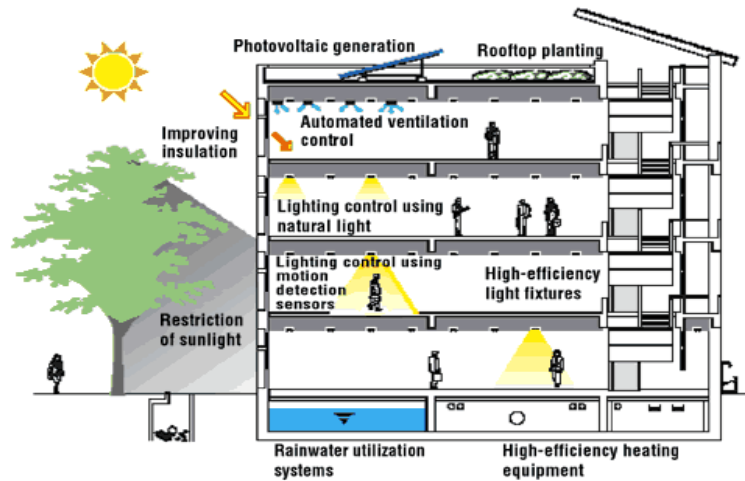 Photovoltaic generation
Rooftop planting
Improving
insulation
Automated ventilation
control
Lighting control using
natural light
Lighting control using
motion
detection
sensors
High-efficiency
light fixtures
Restriction
of sunlight
Rainwater utilization
systems
High-efficiency heating
equipment